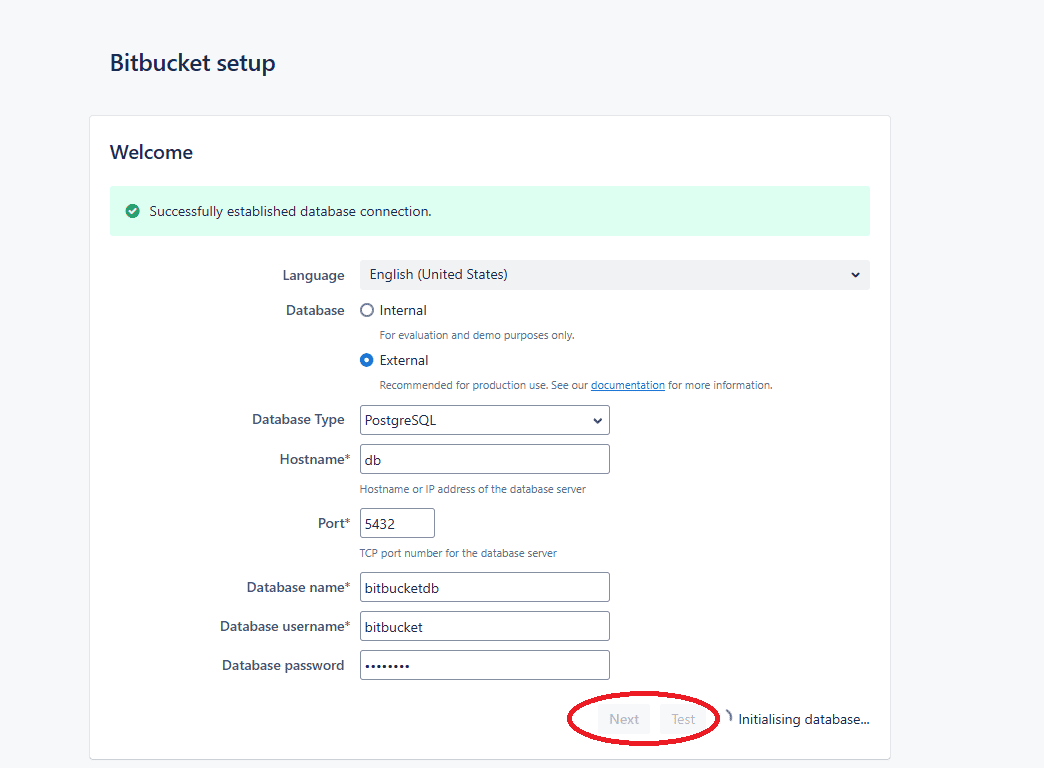 Bitbucket setup
Welcome
Successfully established database connection.
Language English (United States)
Database Internal
For evaluation and demo purposes only.
External
Recommended for production use. See our documentation for more information.
Database Type PostgreSQL
Hostname* db
Hostname or IP address of the database server
Port* 5432
TCP port number for the database server
Database name* bitbucketdb
Database username* bitbucket
Database password ••••••••
Next Test Initialising database...